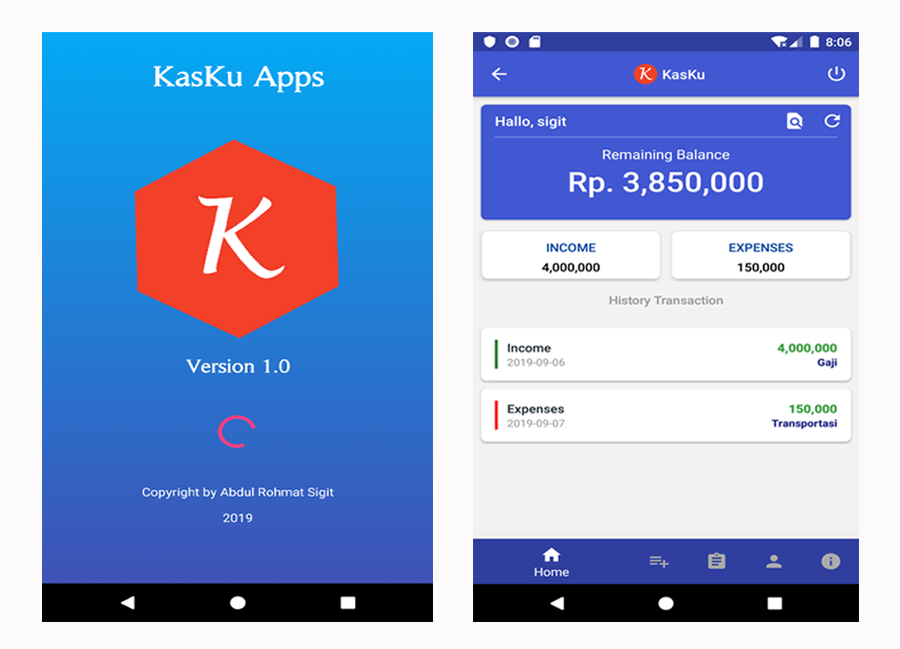 KasKu Apps
K
Version 1.0
Copyright by Abdul Rohmat Sigit
2019
8:06
K KasKu
Hallo, sigit
Remaining Balance
Rp. 3,850,000
INCOME
4,000,000
EXPENSES
150,000
History Transaction
Income 4,000,000
2019-09-06 Gaji
Expenses 150,000
2019-09-07 Transportasi
Home